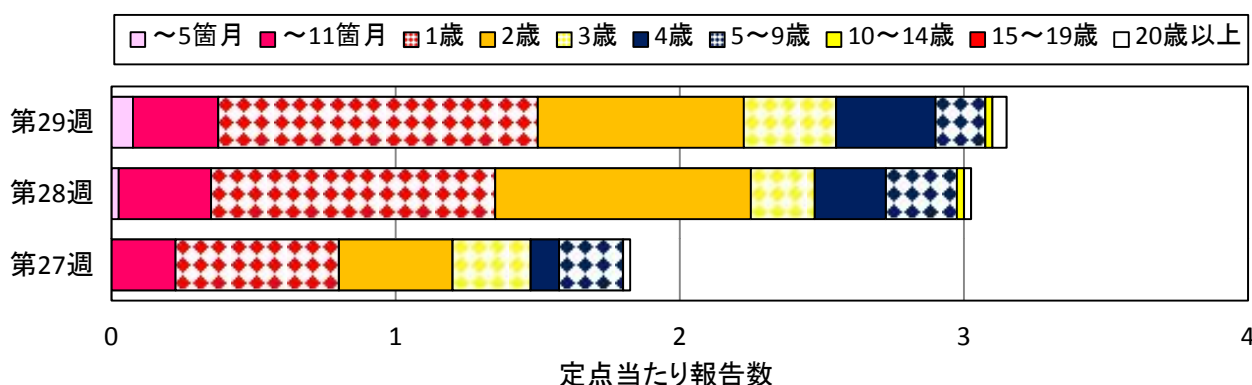 ～5箇月 ～11箇月 1歳 2歳 3歳 4歳 5～9歳 10～14歳 15～19歳 20歳以上
第29週
第28週
第27週
0 1 2 3 4
定点当たり報告数